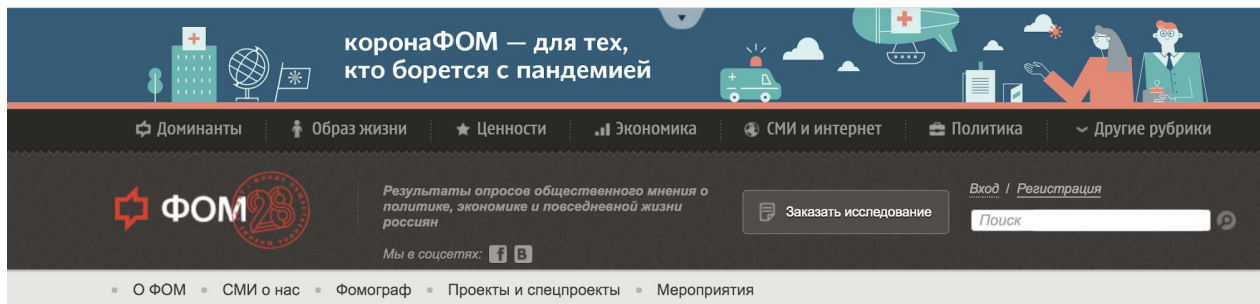 коронаФОМ — для тех,
кто борется с пандемией
Доминанты Образ жизни Ценности Экономика СМИ и интернет Политика Другие рубрики
ФОМ 28
Результаты опросов общественного мнения о
политике, экономике и повседневной жизни
россиян
Мы в соцсетях: f B
Заказать исследование
Вход / Регистрация
Поиск
О ФОМ СМИ о нас Фомограф Проекты и спецпроекты Мероприятия